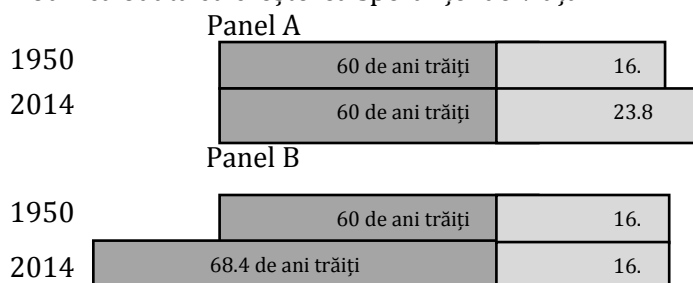 Panel A
1950 60 de ani trăiți 16.
2014 60 de ani trăiți 23.8
Panel B
1950 60 de ani trăiți 16.
2014 68.4 de ani trăiți 16.